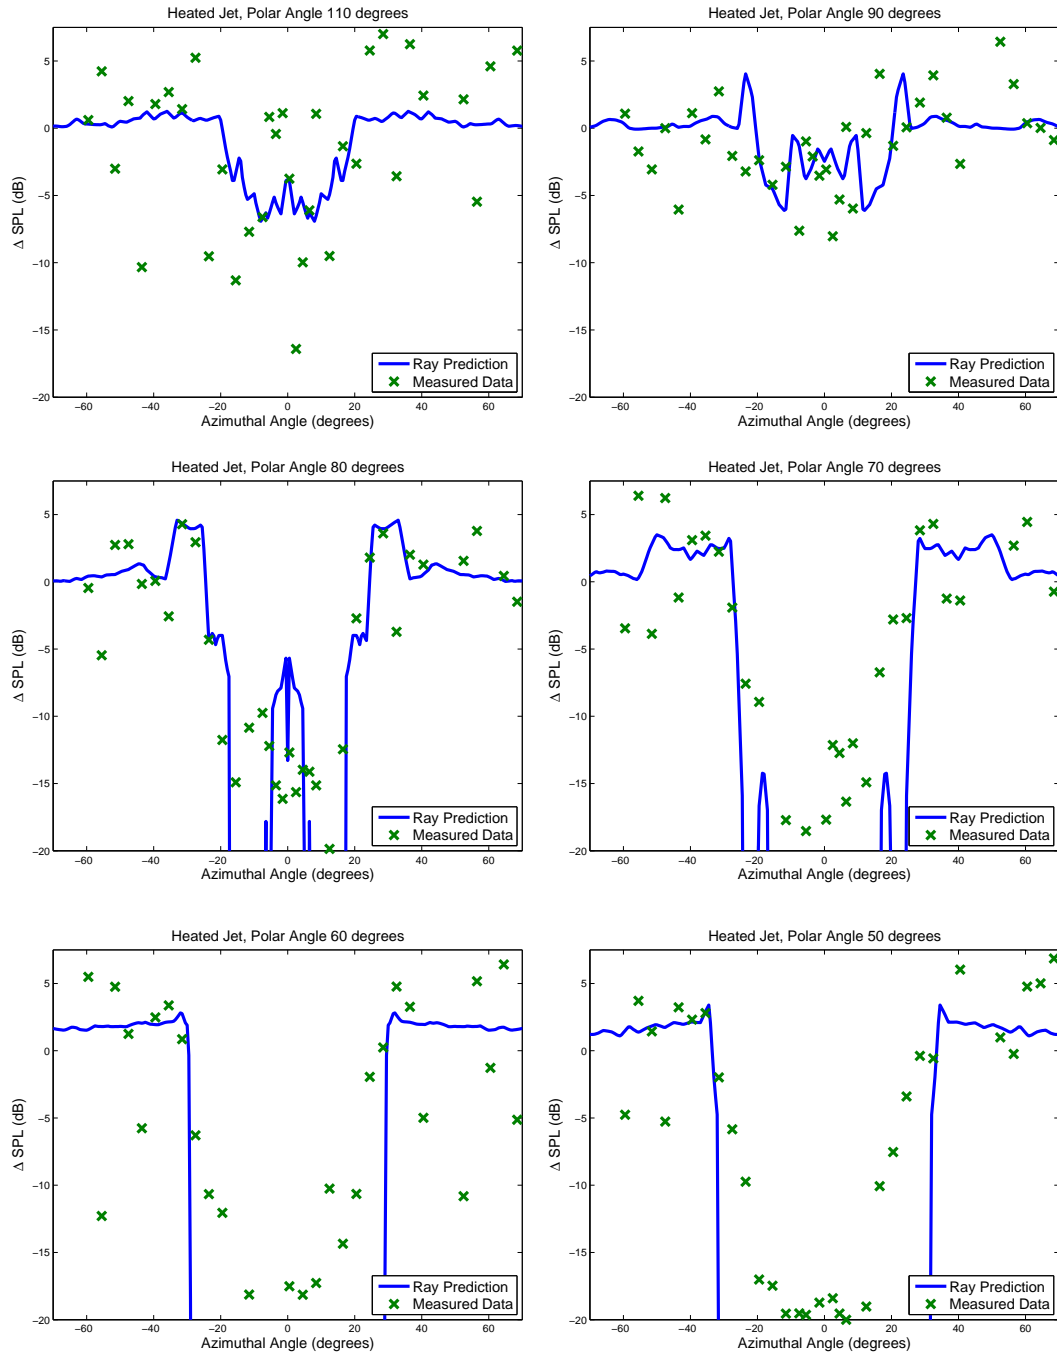 Heated Jet, Polar Angle 110 degrees
5
0
−5
−10
−15
−20
Δ SPL (dB)
−60 −40 −20 0 20 40 60
Azimuthal Angle (degrees)
Ray Prediction
Measured Data
Heated Jet, Polar Angle 90 degrees
5
0
−5
−10
−15
−20
Δ SPL (dB)
−60 −40 −20 0 20 40 60
Azimuthal Angle (degrees)
Ray Prediction
Measured Data
Heated Jet, Polar Angle 80 degrees
5
0
−5
−10
−15
−20
Δ SPL (dB)
−60 −40 −20 0 20 40 60
Azimuthal Angle (degrees)
Ray Prediction
Measured Data
Heated Jet, Polar Angle 70 degrees
5
0
−5
−10
−15
−20
Δ SPL (dB)
−60 −40 −20 0 20 40 60
Azimuthal Angle (degrees)
Ray Prediction
Measured Data
Heated Jet, Polar Angle 60 degrees
5
0
−5
−10
−15
−20
Δ SPL (dB)
−60 −40 −20 0 20 40 60
Azimuthal Angle (degrees)
Ray Prediction
Measured Data
Heated Jet, Polar Angle 50 degrees
5
0
−5
−10
−15
−20
Δ SPL (dB)
−60 −40 −20 0 20 40 60
Azimuthal Angle (degrees)
Ray Prediction
Measured Data